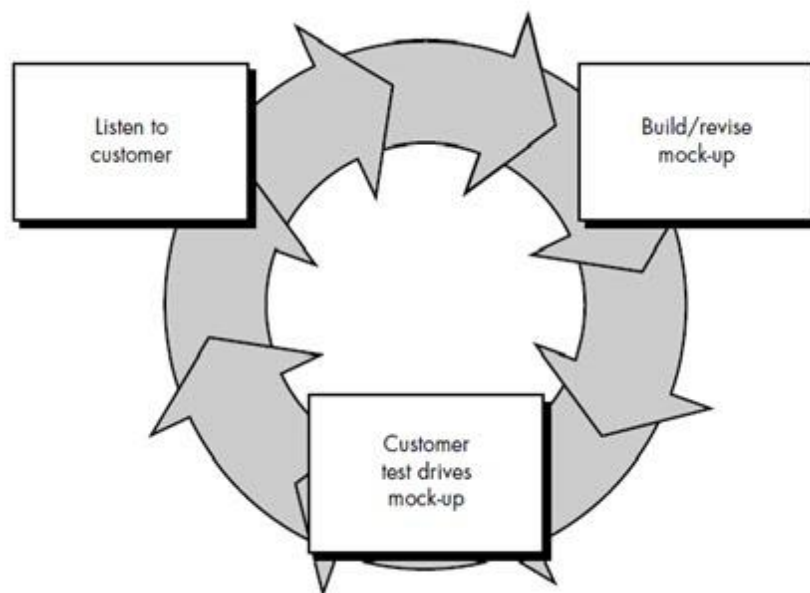 Listen to
customer
Build/revise
mock-up
Customer
test drives
mock-up